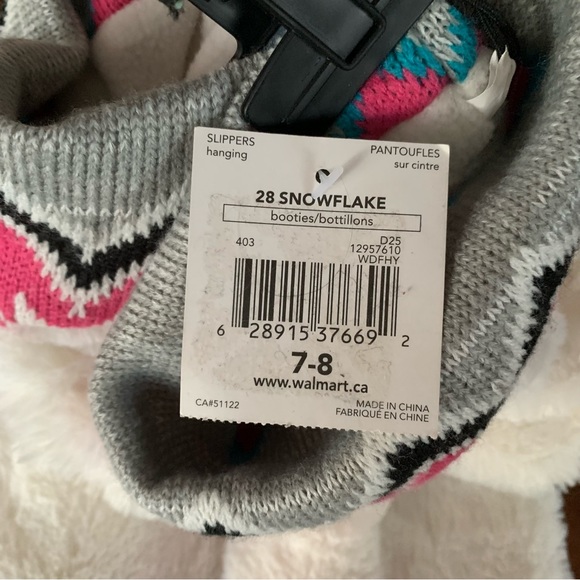 SLIPPERS
hanging
PANTOUFLES
sur cintre
28 SNOWFLAKE
booties/bottillons
403
D25
12957610
WDFHY
6 28915 37669 2
7-8
www.walmart.ca
CA#51122
MADE IN CHINA
FABRIQUÉ EN CHINE